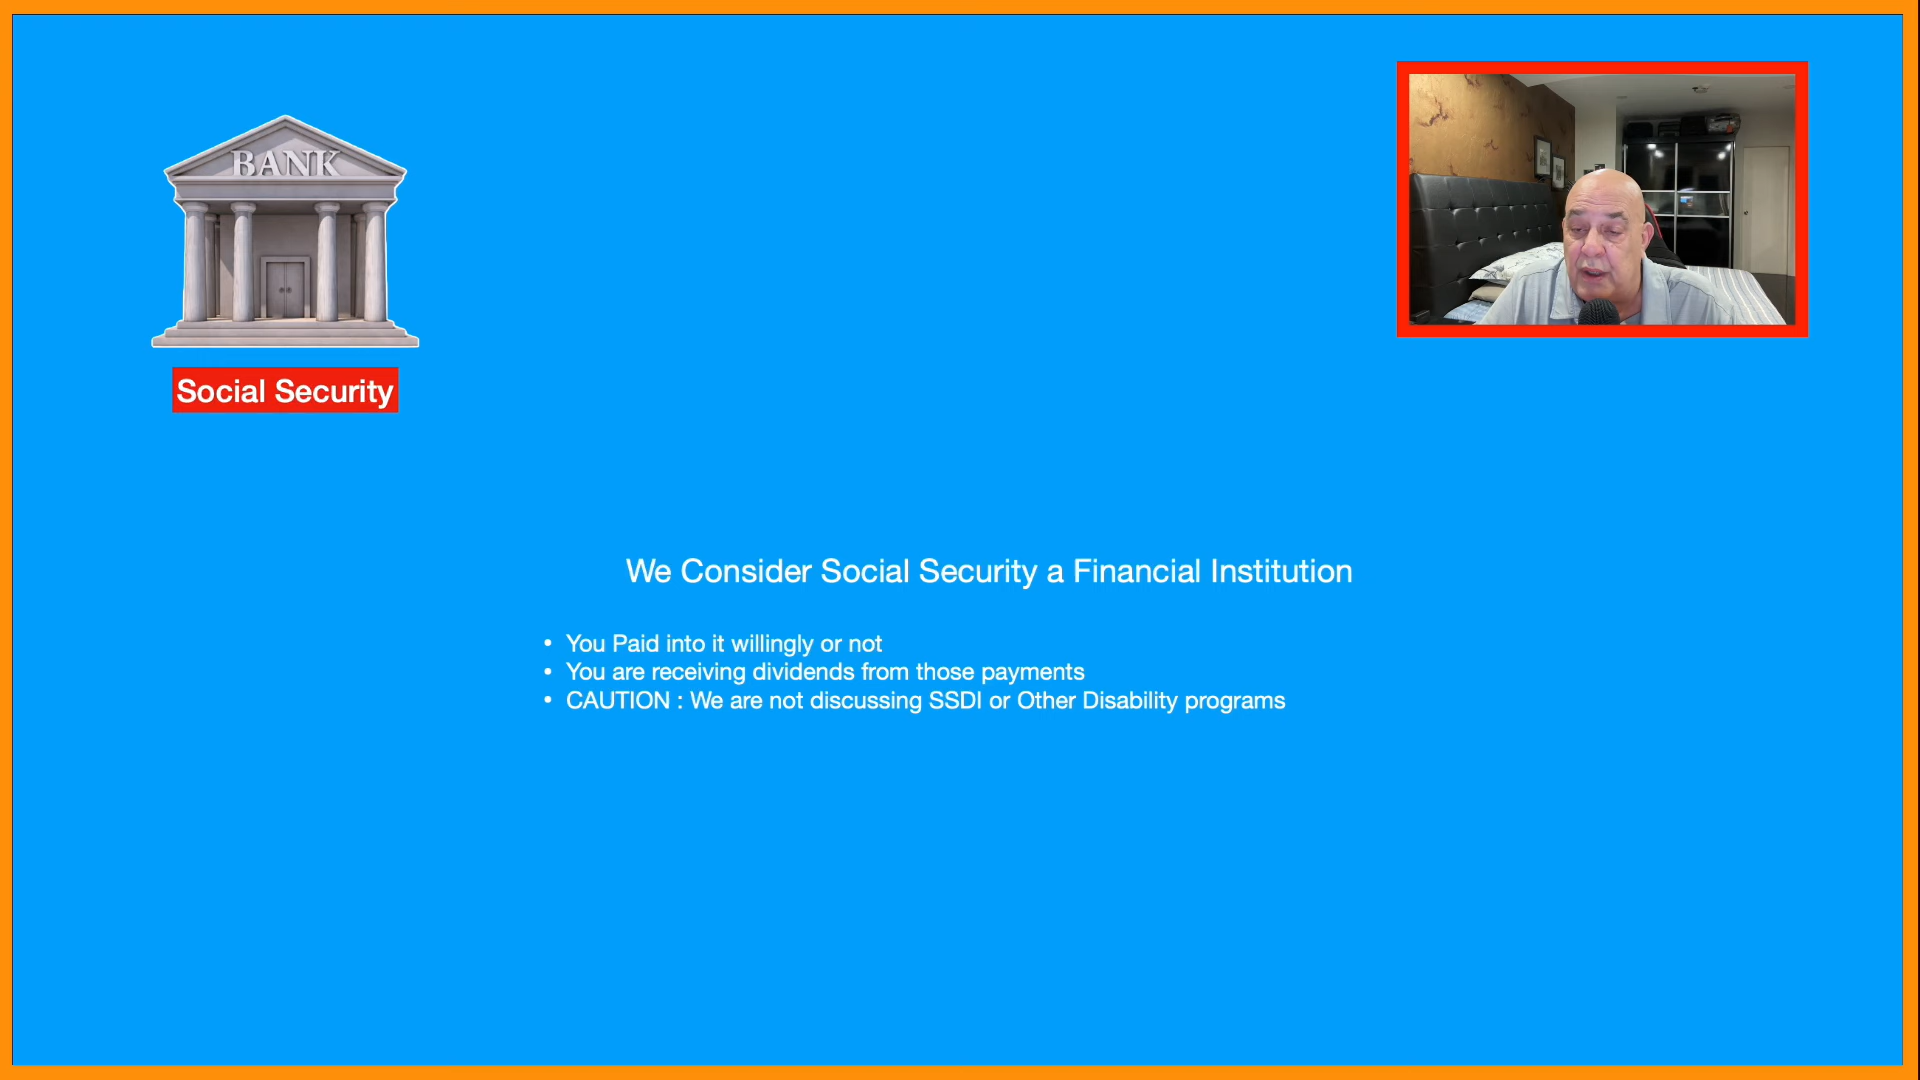 BANK
Social Security
We Consider Social Security a Financial Institution
• You Paid into it willingly or not
• You are receiving dividends from those payments
• CAUTION : We are not discussing SSDI or Other Disability programs